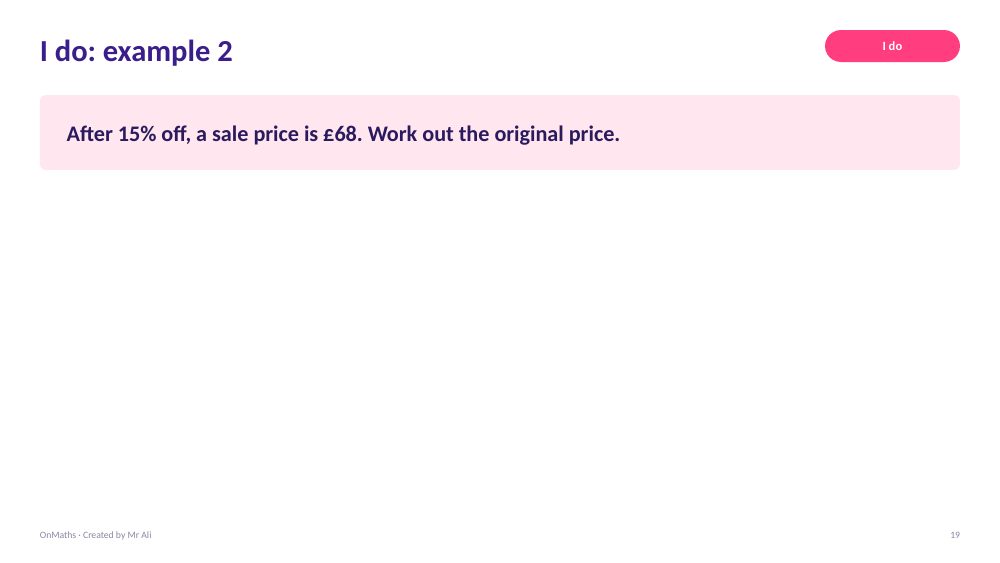 I do: example 2
I do
After 15% off, a sale price is £68. Work out the original price.
OnMaths · Created by Mr Ali
19